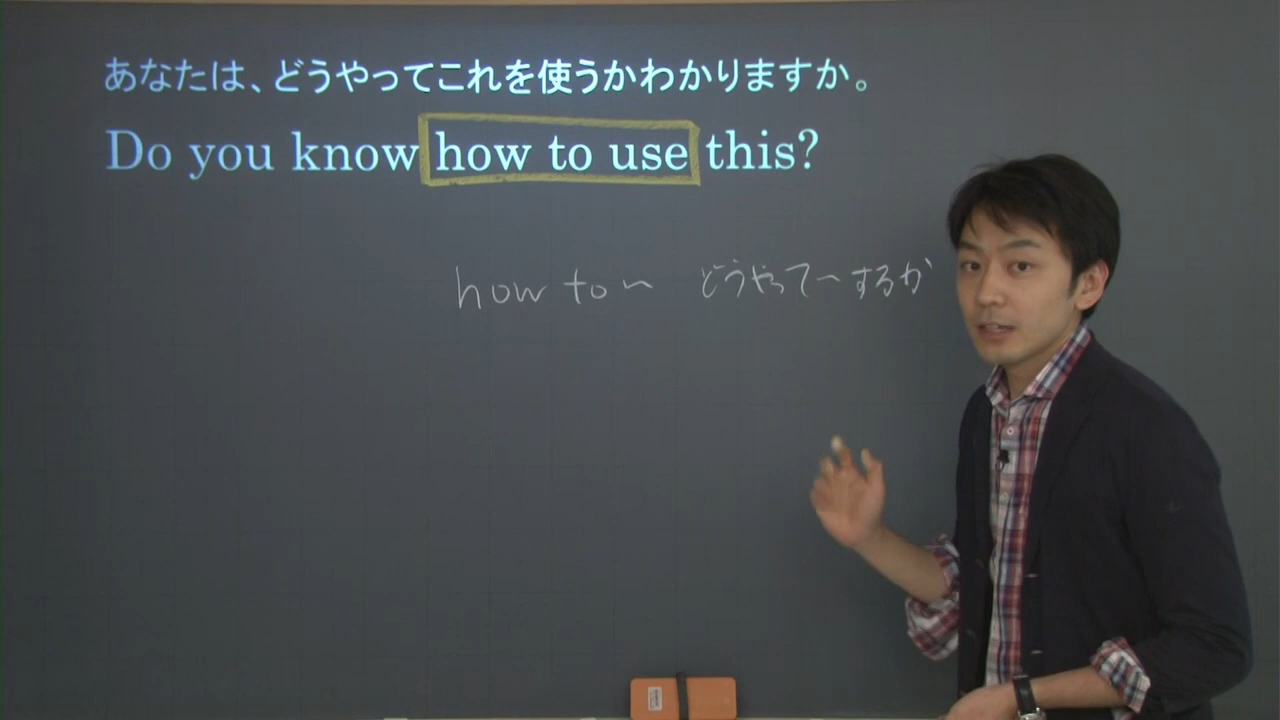 あなたは、どうやってこれを使うかわかりますか。
Do you know how to use this?
how to ~ どうやって~するか